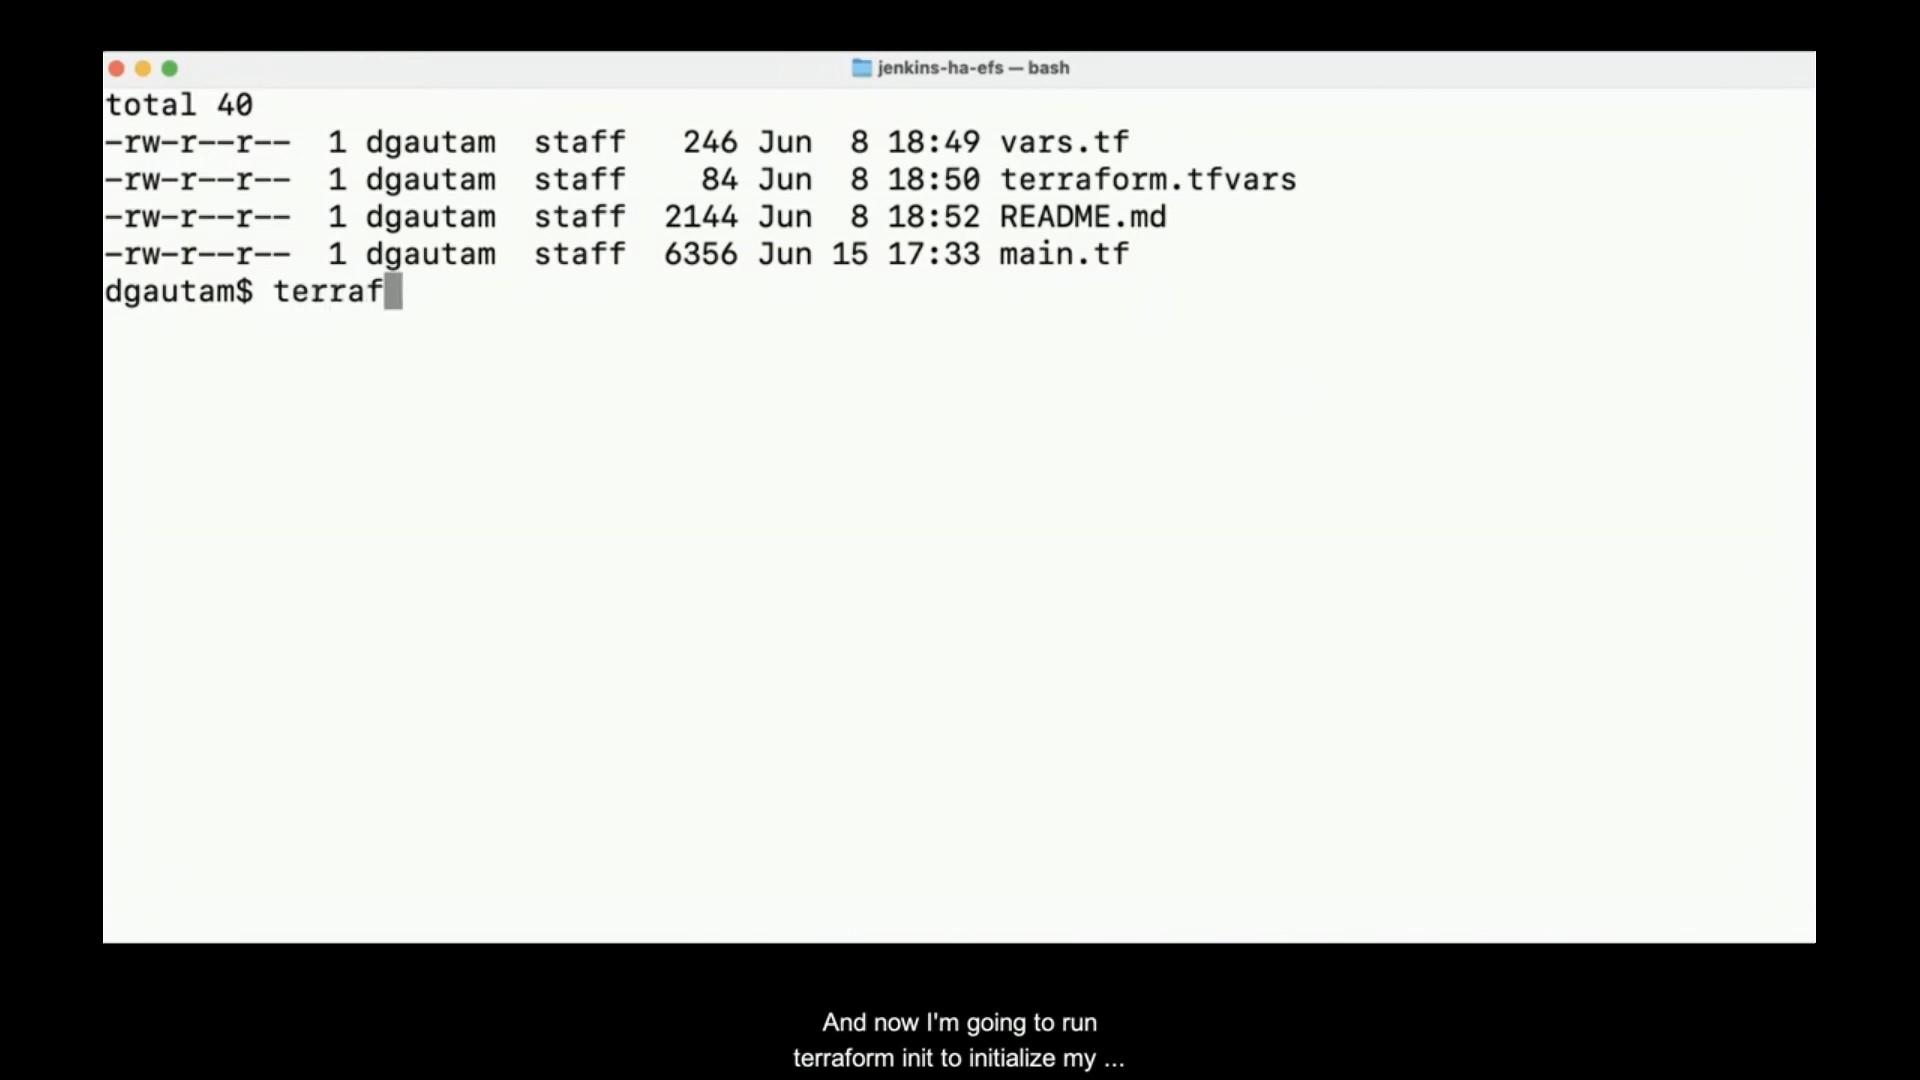 jenkins-ha-efs — bash
total 40
-rw-r--r-- 1 dgautam staff 246 Jun 8 18:49 vars.tf
-rw-r--r-- 1 dgautam staff 84 Jun 8 18:50 terraform.tfvars
-rw-r--r-- 1 dgautam staff 2144 Jun 8 18:52 README.md
-rw-r--r-- 1 dgautam staff 6356 Jun 15 17:33 main.tf
dgautam$ terraf
And now I'm going to run
terraform init to initialize my ...